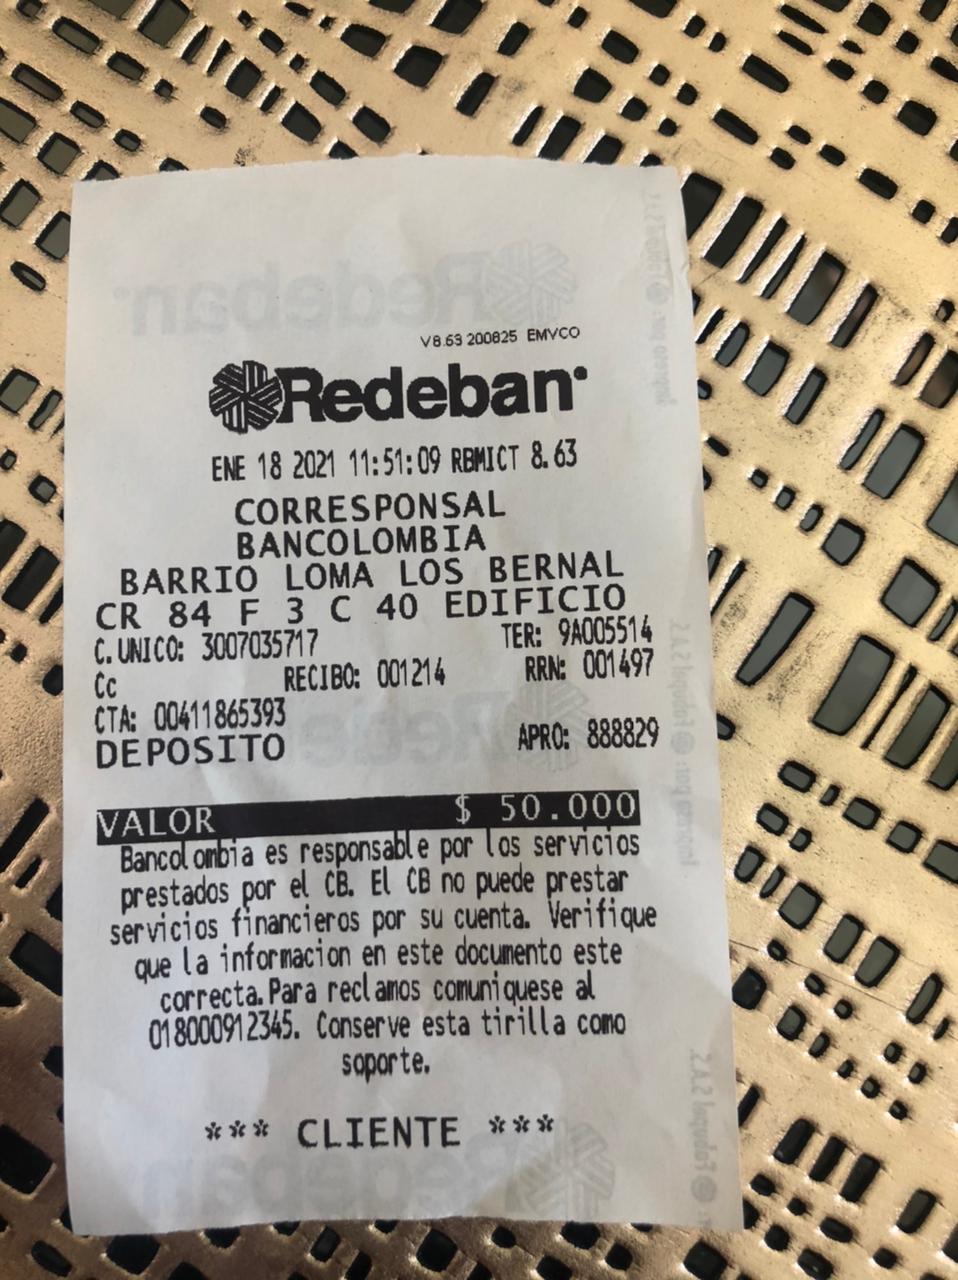 V8.63 200825 EMVCO
Redeban
ENE 18 2021 11:51:09 RBMICT 8.63
CORRESPONSAL
BANCOLOMBIA
BARRIO LOMA LOS BERNAL
CR 84 F 3 C 40 EDIFICIO
C. UNICO: 3007035717 TER: 9A005514
Cc RECIBO: 001214 RRN: 001497
CTA: 00411865393
DEPOSITO APRO: 888829
VALOR $ 50.000
Bancolombia es responsable por los servicios
prestados por el CB. El CB no puede prestar
servicios financieros por su cuenta. Verifique
que la informacion en este documento este
correcta.Para reclamos comuniquese al
018000912345. Conserve esta tirilla como
soporte.
*** CLIENTE ***